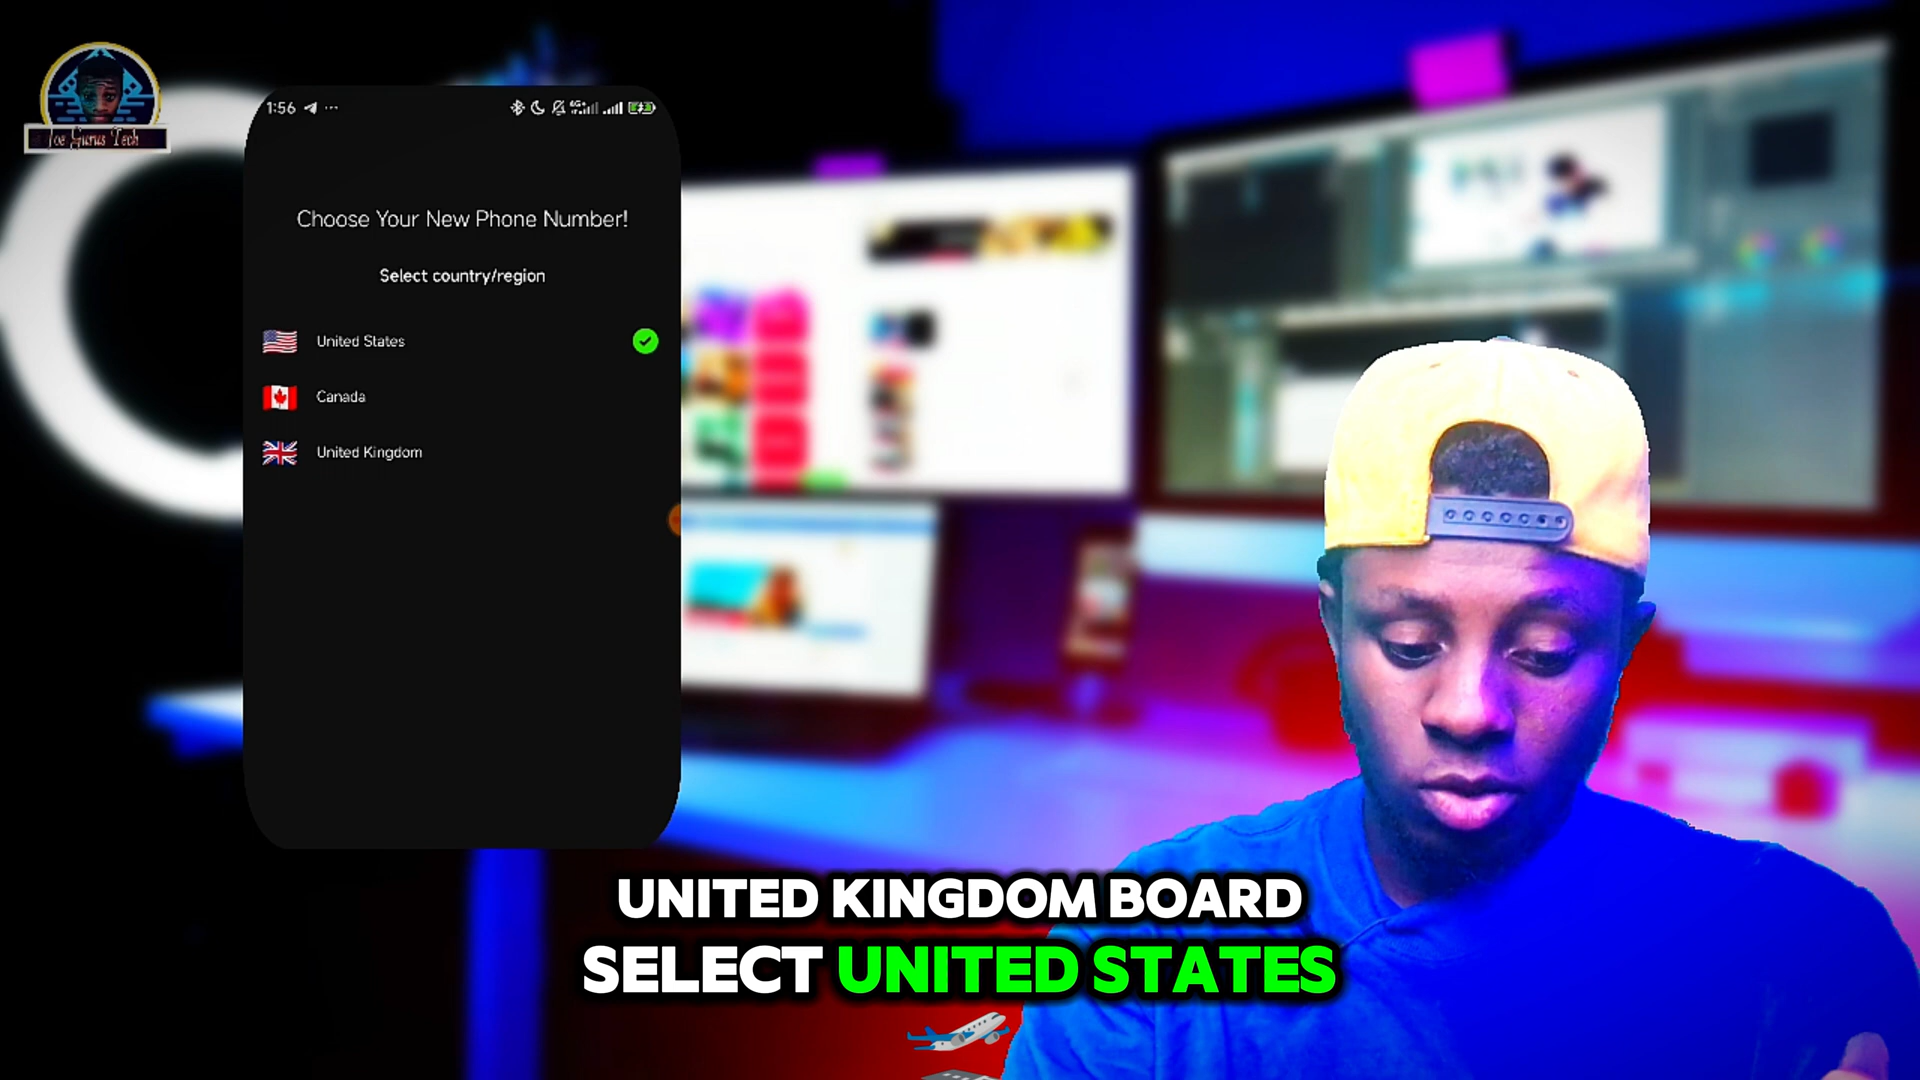 Joe Gurus Tech
1:56
4G+
Choose Your New Phone Number!
Select country/region
United States
Canada
United Kingdom
UNITED KINGDOM BOARD
SELECT UNITED STATES